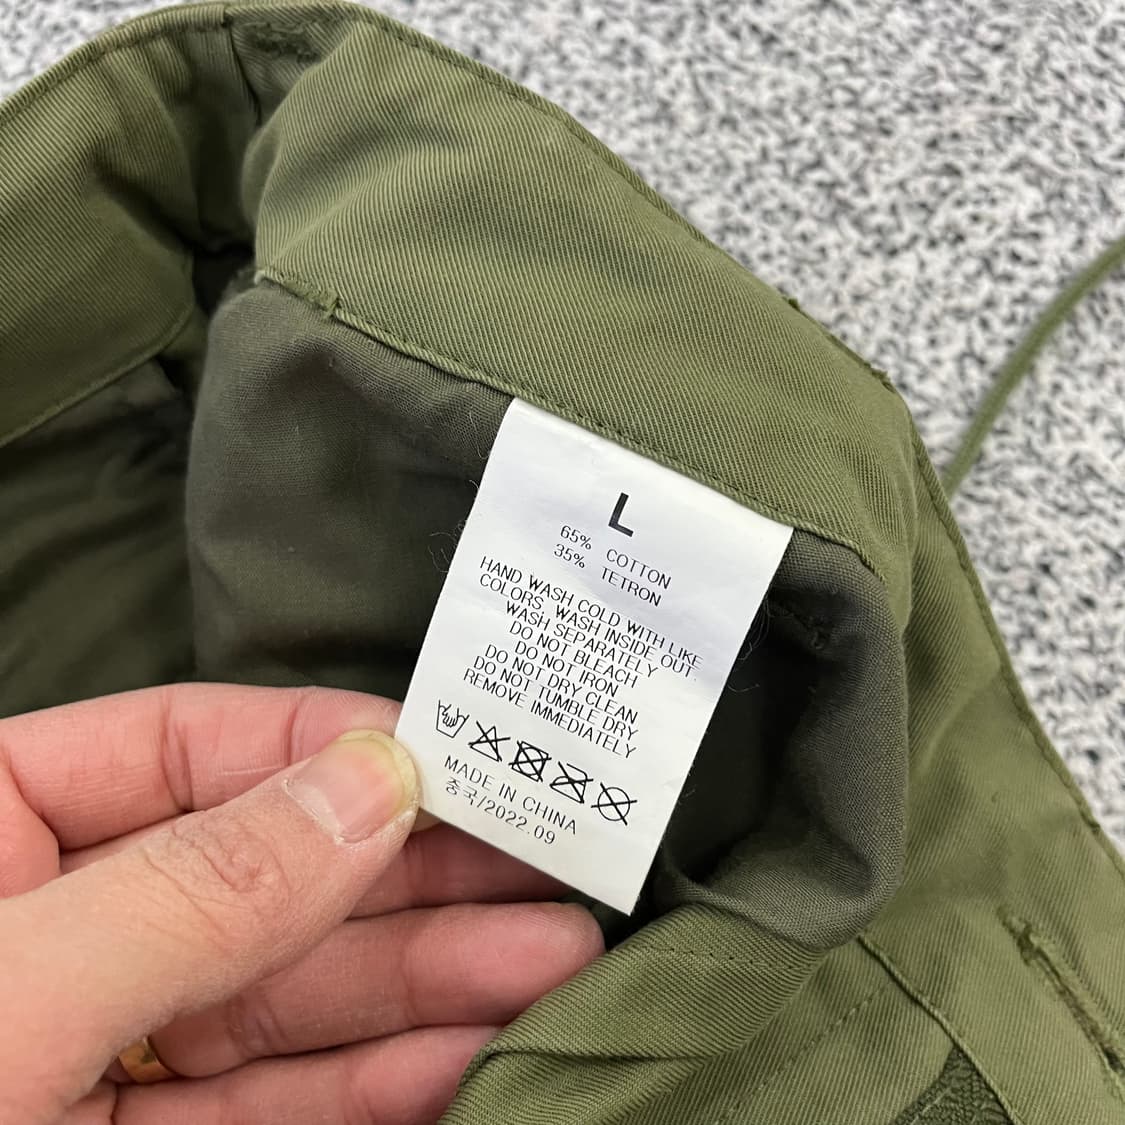 L
65% COTTON
35% TETRON
HAND WASH COLD WITH LIKE
COLORS, WASH INSIDE OUT.
WASH SEPARATELY
DO NOT BLEACH
DO NOT IRON
DO NOT DRY CLEAN
DO NOT TUMBLE DRY
REMOVE IMMEDIATELY
MADE IN CHINA
중국/2022.09